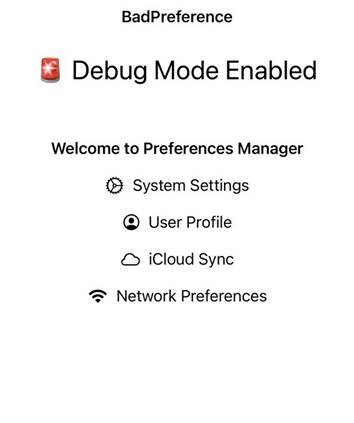 BadPreference
🚨 Debug Mode Enabled
Welcome to Preferences Manager
System Settings
User Profile
iCloud Sync
Network Preferences